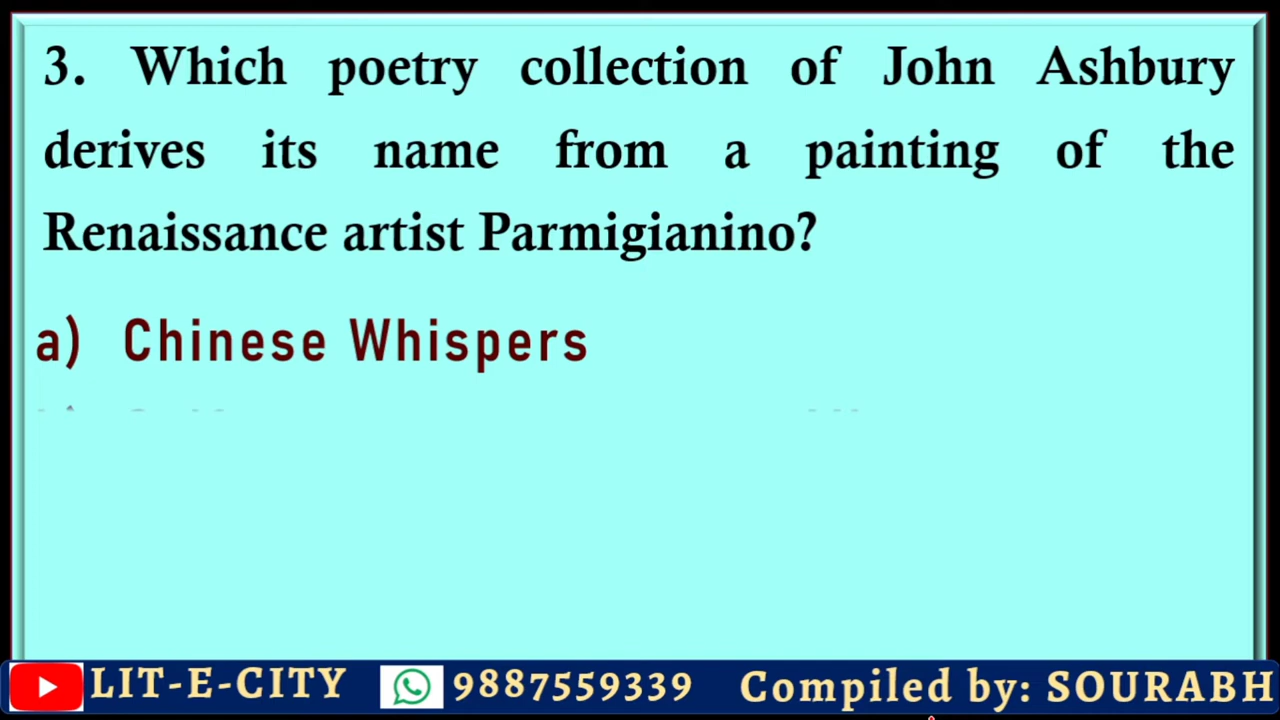 3. Which poetry collection of John Ashbury
derives its name from a painting of the
Renaissance artist Parmigianino?
a) Chinese Whispers
LIT-E-CITY 9887559339 Compiled by: SOURABH